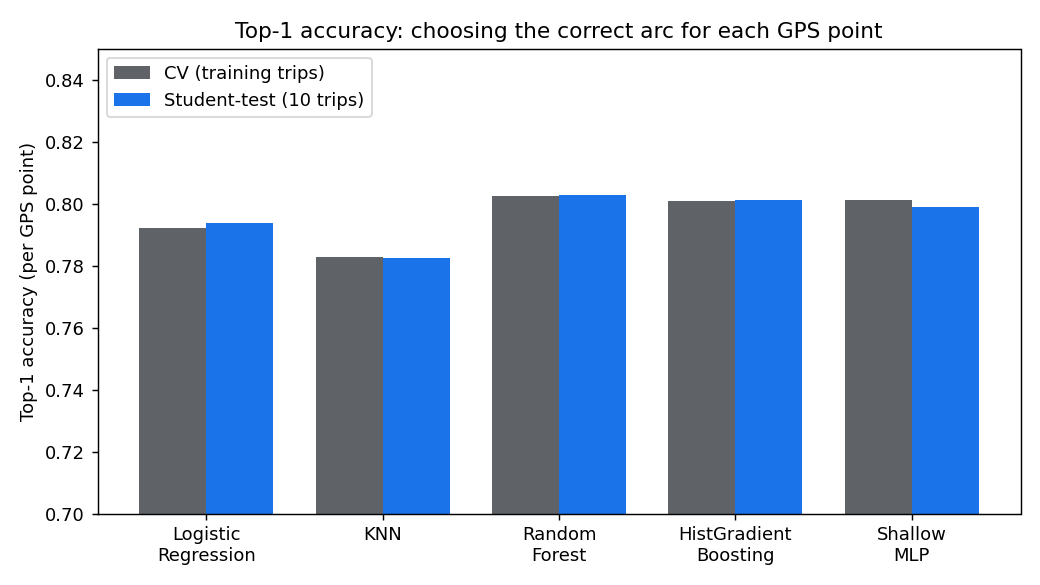 Top-1 accuracy: choosing the correct arc for each GPS point
CV (training trips)
Student-test (10 trips)
Top-1 accuracy (per GPS point)
0.84
0.82
0.80
0.78
0.76
0.74
0.72
0.70
Logistic
Regression
KNN
Random
Forest
HistGradient
Boosting
Shallow
MLP